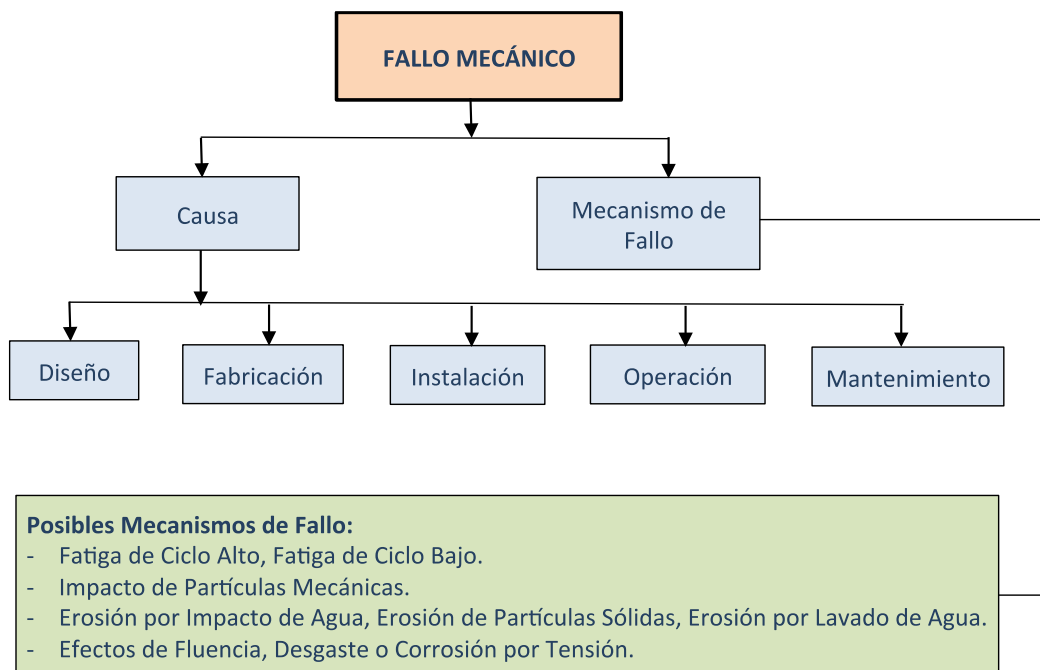 FALLO MECÁNICO
Causa
Mecanismo de
Fallo
Diseño
Fabricación
Instalación
Operación
Mantenimiento
Posibles Mecanismos de Fallo:
- Fatiga de Ciclo Alto, Fatiga de Ciclo Bajo.
- Impacto de Partículas Mecánicas.
- Erosión por Impacto de Agua, Erosión de Partículas Sólidas, Erosión por Lavado de Agua.
- Efectos de Fluencia, Desgaste o Corrosión por Tensión.